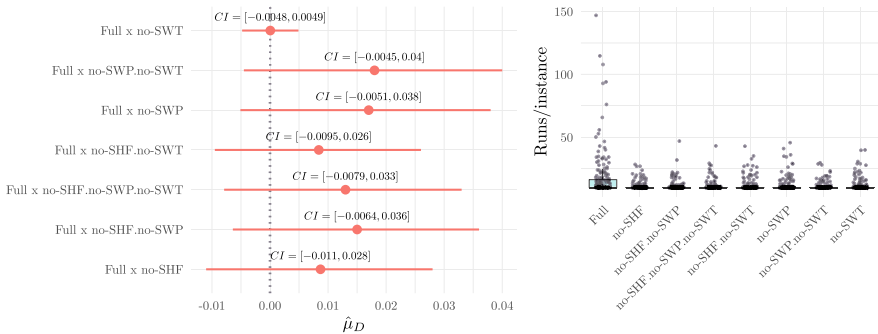 Full x no-SWT
CI = [−0.0048, 0.0049]
Full x no-SWP.no-SWT
CI = [−0.0045, 0.04]
Full x no-SWP
CI = [−0.0051, 0.038]
Full x no-SHF.no-SWT
CI = [−0.0095, 0.026]
Full x no-SHF.no-SWP.no-SWT
CI = [−0.0079, 0.033]
Full x no-SHF.no-SWP
CI = [−0.0064, 0.036]
Full x no-SHF
CI = [−0.011, 0.028]
-0.01 0.00 0.01 0.02 0.03 0.04
μ̂_D
Runs/instance
150
100
50
Full
no-SHF
no-SHF.no-SWP
no-SHF.no-SWP.no-SWT
no-SHF.no-SWT
no-SWP
no-SWP.no-SWT
no-SWT